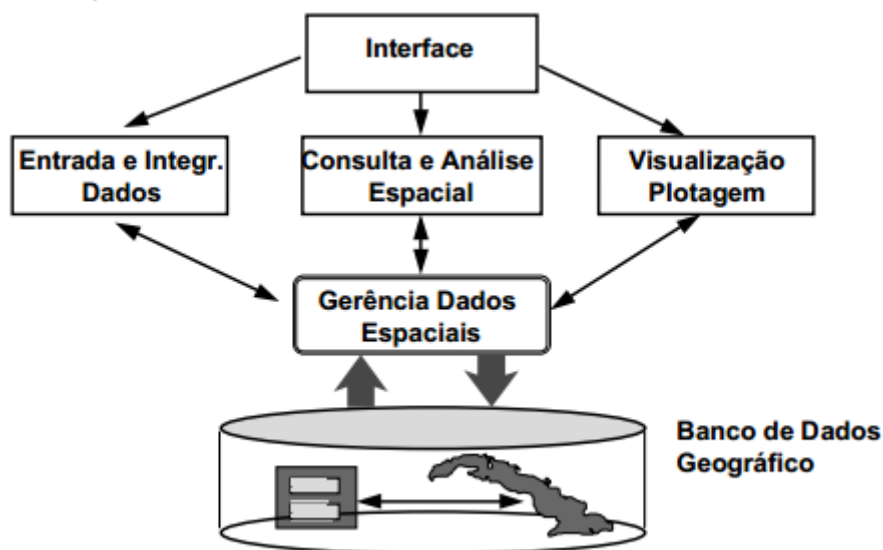 Interface
Entrada e Integr.
Dados
Consulta e Análise
Espacial
Visualização
Plotagem
Gerência Dados
Espaciais
Banco de Dados
Geográfico